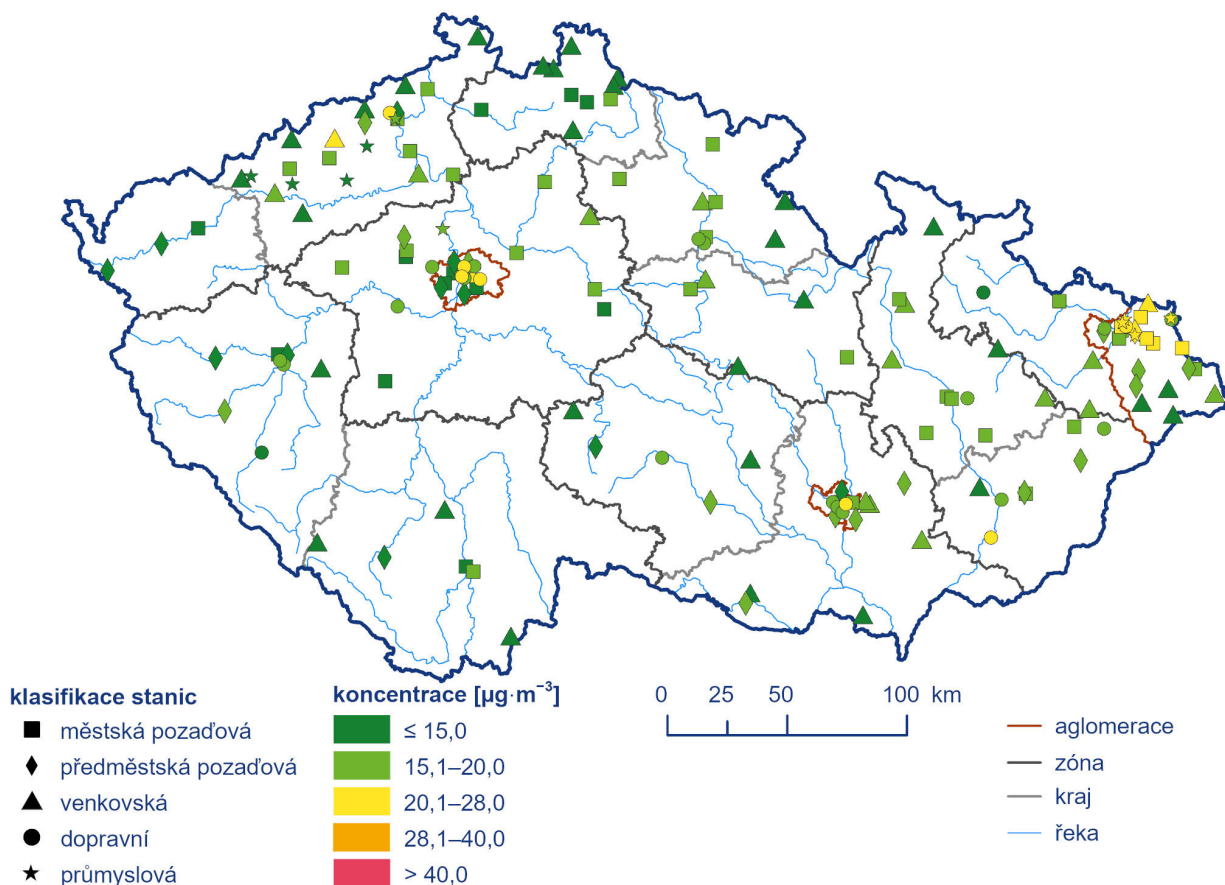 klasifikace stanic
městská pozaďová
předměstská pozaďová
venkovská
dopravní
průmyslová
koncentrace [µg·m⁻³]
≤ 15,0
15,1–20,0
20,1–28,0
28,1–40,0
> 40,0
0 25 50 100 km
aglomerace
zóna
kraj
řeka